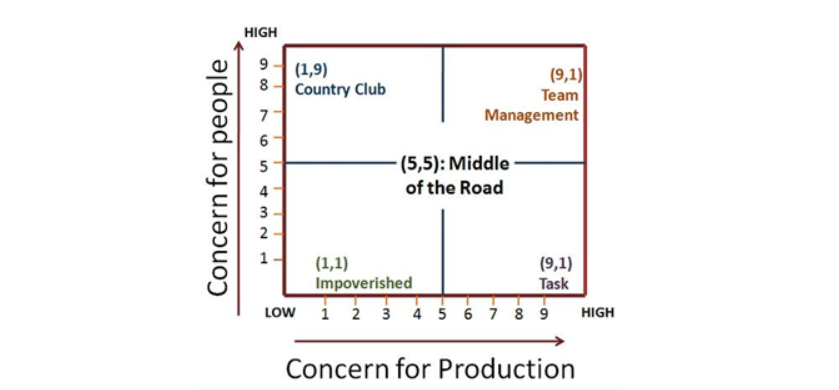 HIGH
Concern for people
9
8
7
6
5
4
3
2
1
(1,9)
Country Club
(9,1)
Team
Management
(5,5): Middle
of the Road
(1,1)
Impoverished
(9,1)
Task
LOW 1 2 3 4 5 6 7 8 9 HIGH
Concern for Production